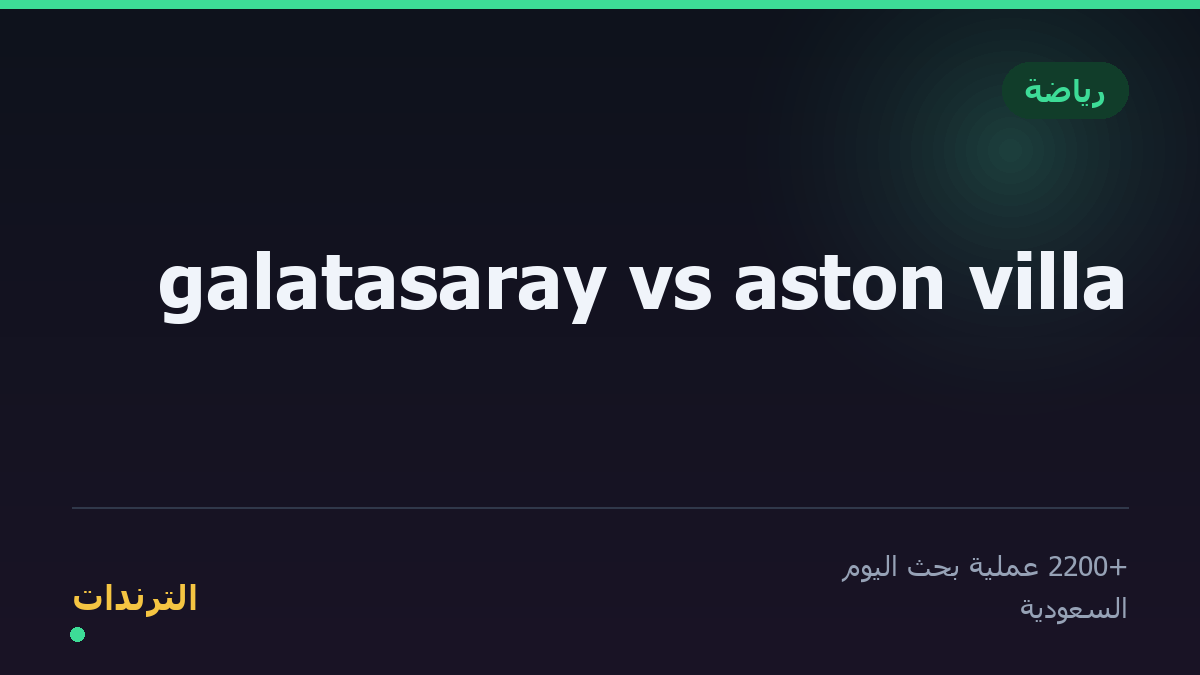 رياضة
galatasaray vs aston villa
+2200 عملية بحث اليوم
السعودية
الترندات